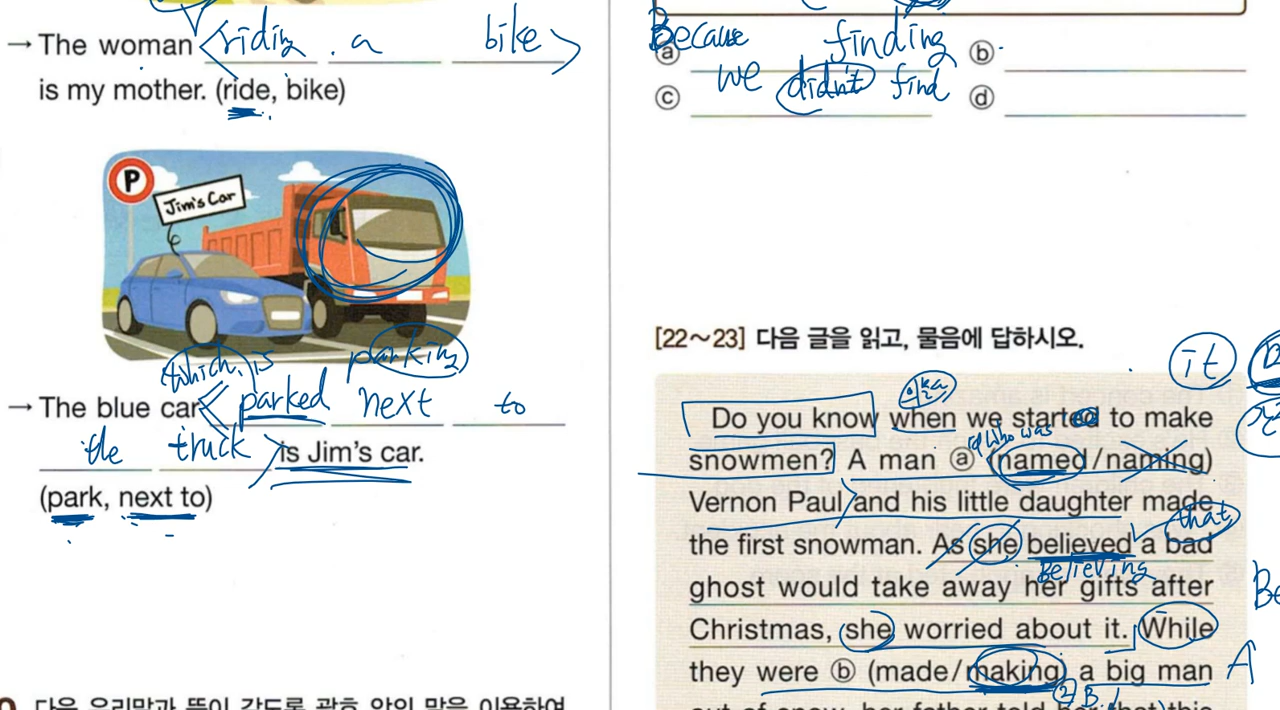 → The woman riding a bike
is my mother. (ride, bike)
P
Jim's Car
which is parking
→ The blue car parked next to
the truck is Jim's car.
(park, next to)
Because finding
ⓐ ⓑ
we didn't find
ⓒ ⓓ
[22~23] 다음 글을 읽고, 물음에 답하시오.
it
Do you know when we started to make
who was
snowmen? A man ⓐ (named/naming)
Vernon Paul and his little daughter made
that
the first snowman. As she believed a bad
Believing
ghost would take away her gifts after
Christmas, she worried about it. While
they were ⓑ (made/making) a big man
A